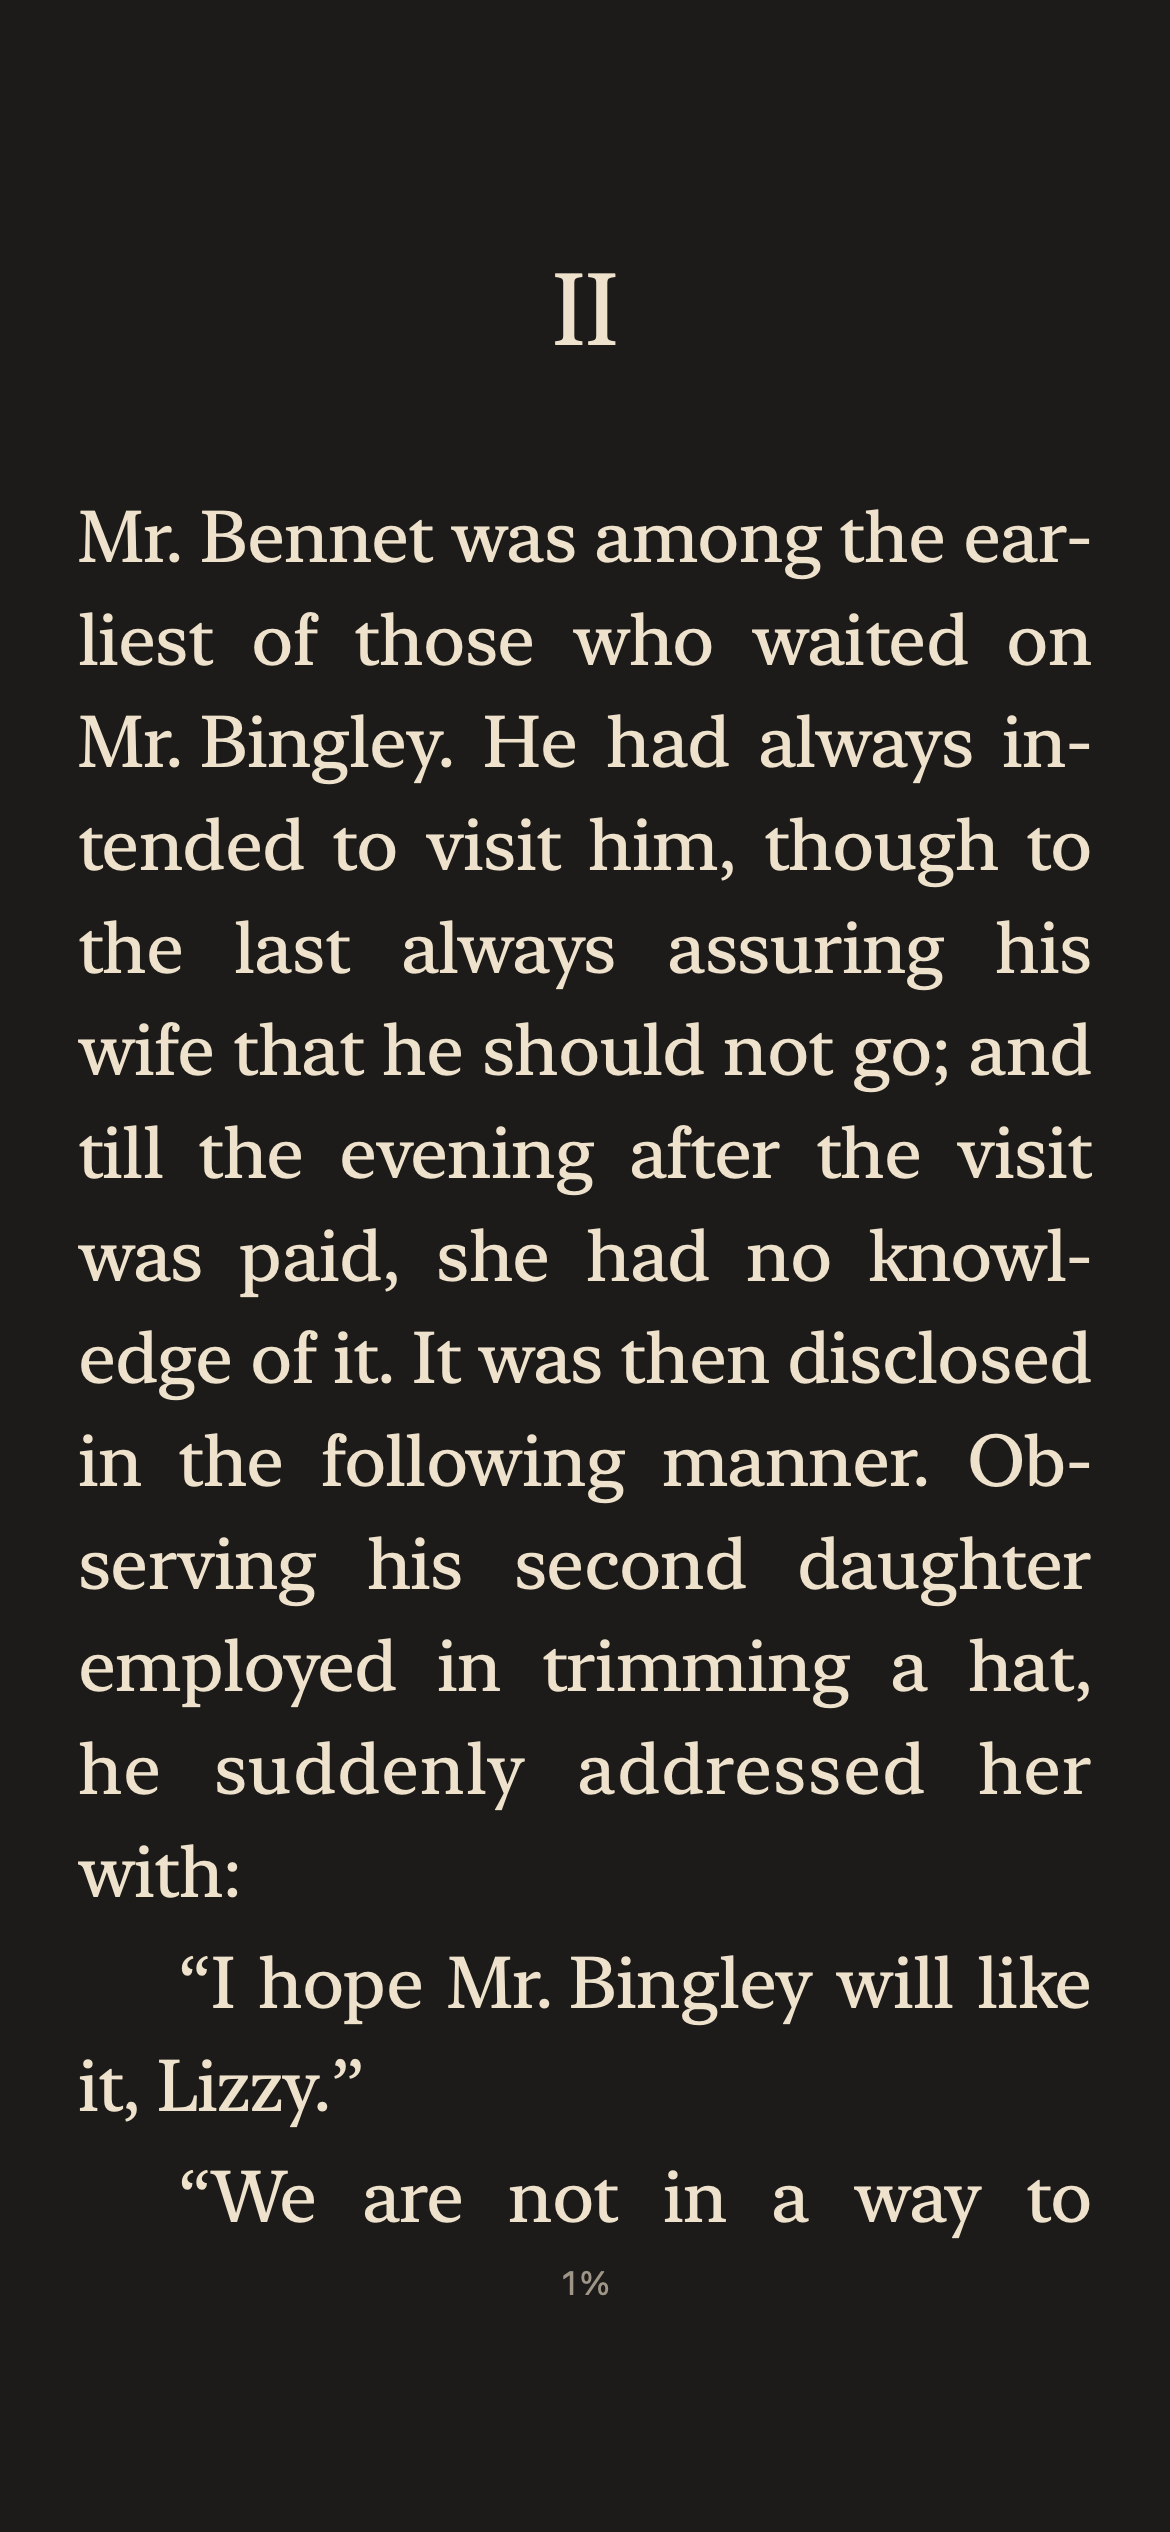 II
Mr. Bennet was among the ear-
liest of those who waited on
Mr. Bingley. He had always in-
tended to visit him, though to
the last always assuring his
wife that he should not go; and
till the evening after the visit
was paid, she had no knowl-
edge of it. It was then disclosed
in the following manner. Ob-
serving his second daughter
employed in trimming a hat,
he suddenly addressed her
with:
“I hope Mr. Bingley will like
it, Lizzy.”
“We are not in a way to
1%